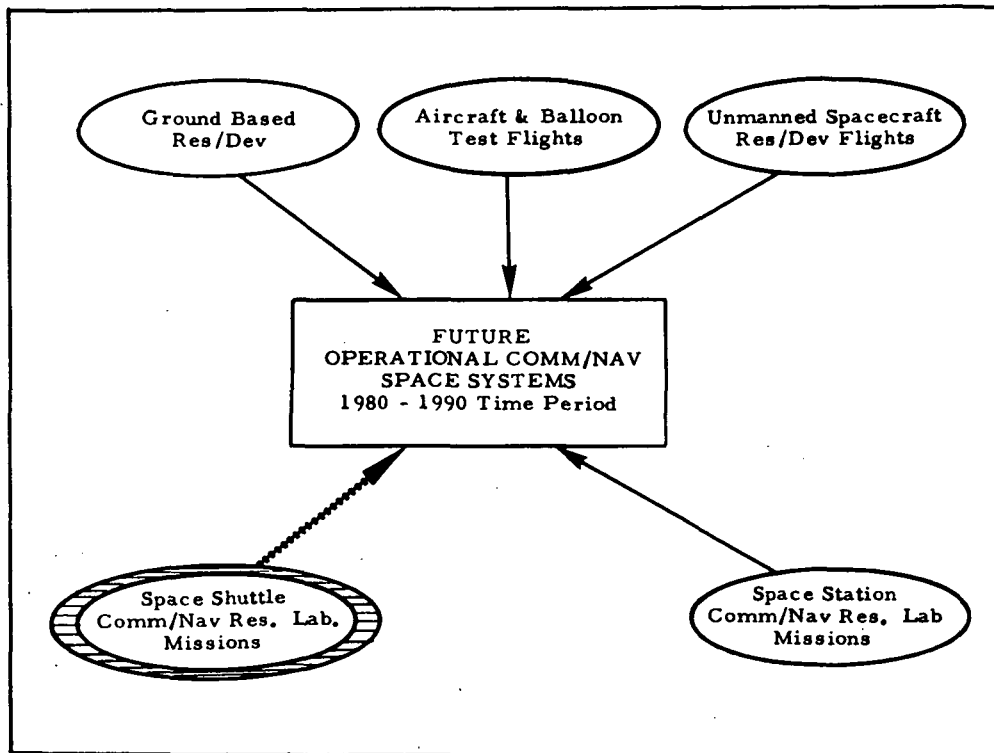 Ground Based
Res/Dev
Aircraft & Balloon
Test Flights
Unmanned Spacecraft
Res/Dev Flights
FUTURE
OPERATIONAL COMM/NAV
SPACE SYSTEMS
1980 - 1990 Time Period
Space Shuttle
Comm/Nav Res. Lab.
Missions
Space Station
Comm/Nav Res. Lab
Missions